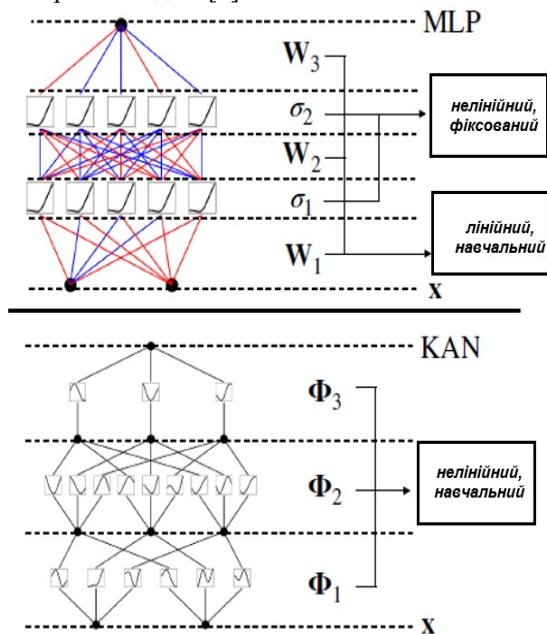 MLP
W₃
σ₂
W₂
σ₁
W₁
x
нелінійний,
фіксований
лінійний,
навчальний
KAN
Φ₃
Φ₂
Φ₁
x
нелінійний,
навчальний